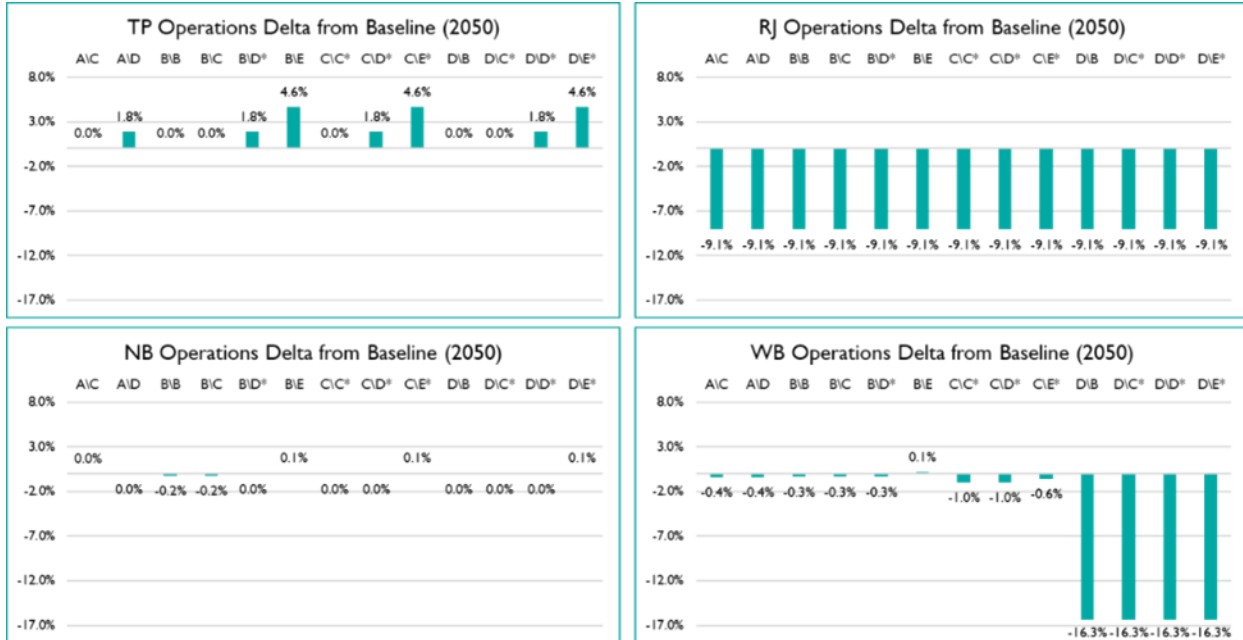 TP Operations Delta from Baseline (2050)
A\C A\D B\B B\C B\D* B\E C\C* C\D* C\E* D\B D\C* D\D* D\E*
8.0%
4.6% 4.6% 4.6%
3.0%
1.8% 1.8% 1.8% 1.8%
0.0% 0.0% 0.0% 0.0% 0.0% 0.0%
-2.0%
-7.0%
-12.0%
-17.0%
RJ Operations Delta from Baseline (2050)
A\C A\D B\B B\C B\D* B\E C\C* C\D* C\E* D\B D\C* D\D* D\E*
8.0%
3.0%
-2.0%
-7.0%
-9.1% -9.1% -9.1% -9.1% -9.1% -9.1% -9.1% -9.1% -9.1% -9.1% -9.1% -9.1% -9.1%
-12.0%
-17.0%
NB Operations Delta from Baseline (2050)
A\C A\D B\B B\C B\D* B\E C\C* C\D* C\E* D\B D\C* D\D* D\E*
8.0%
3.0%
0.0% 0.1% 0.1% 0.1%
-2.0%
0.0% -0.2% -0.2% 0.0% 0.0% 0.0% 0.0% 0.0% 0.0%
-7.0%
-12.0%
-17.0%
WB Operations Delta from Baseline (2050)
A\C A\D B\B B\C B\D* B\E C\C* C\D* C\E* D\B D\C* D\D* D\E*
8.0%
3.0%
0.1%
-2.0%
-0.4% -0.4% -0.3% -0.3% -0.3% -1.0% -1.0% -0.6%
-7.0%
-12.0%
-17.0%
-16.3% -16.3% -16.3% -16.3%